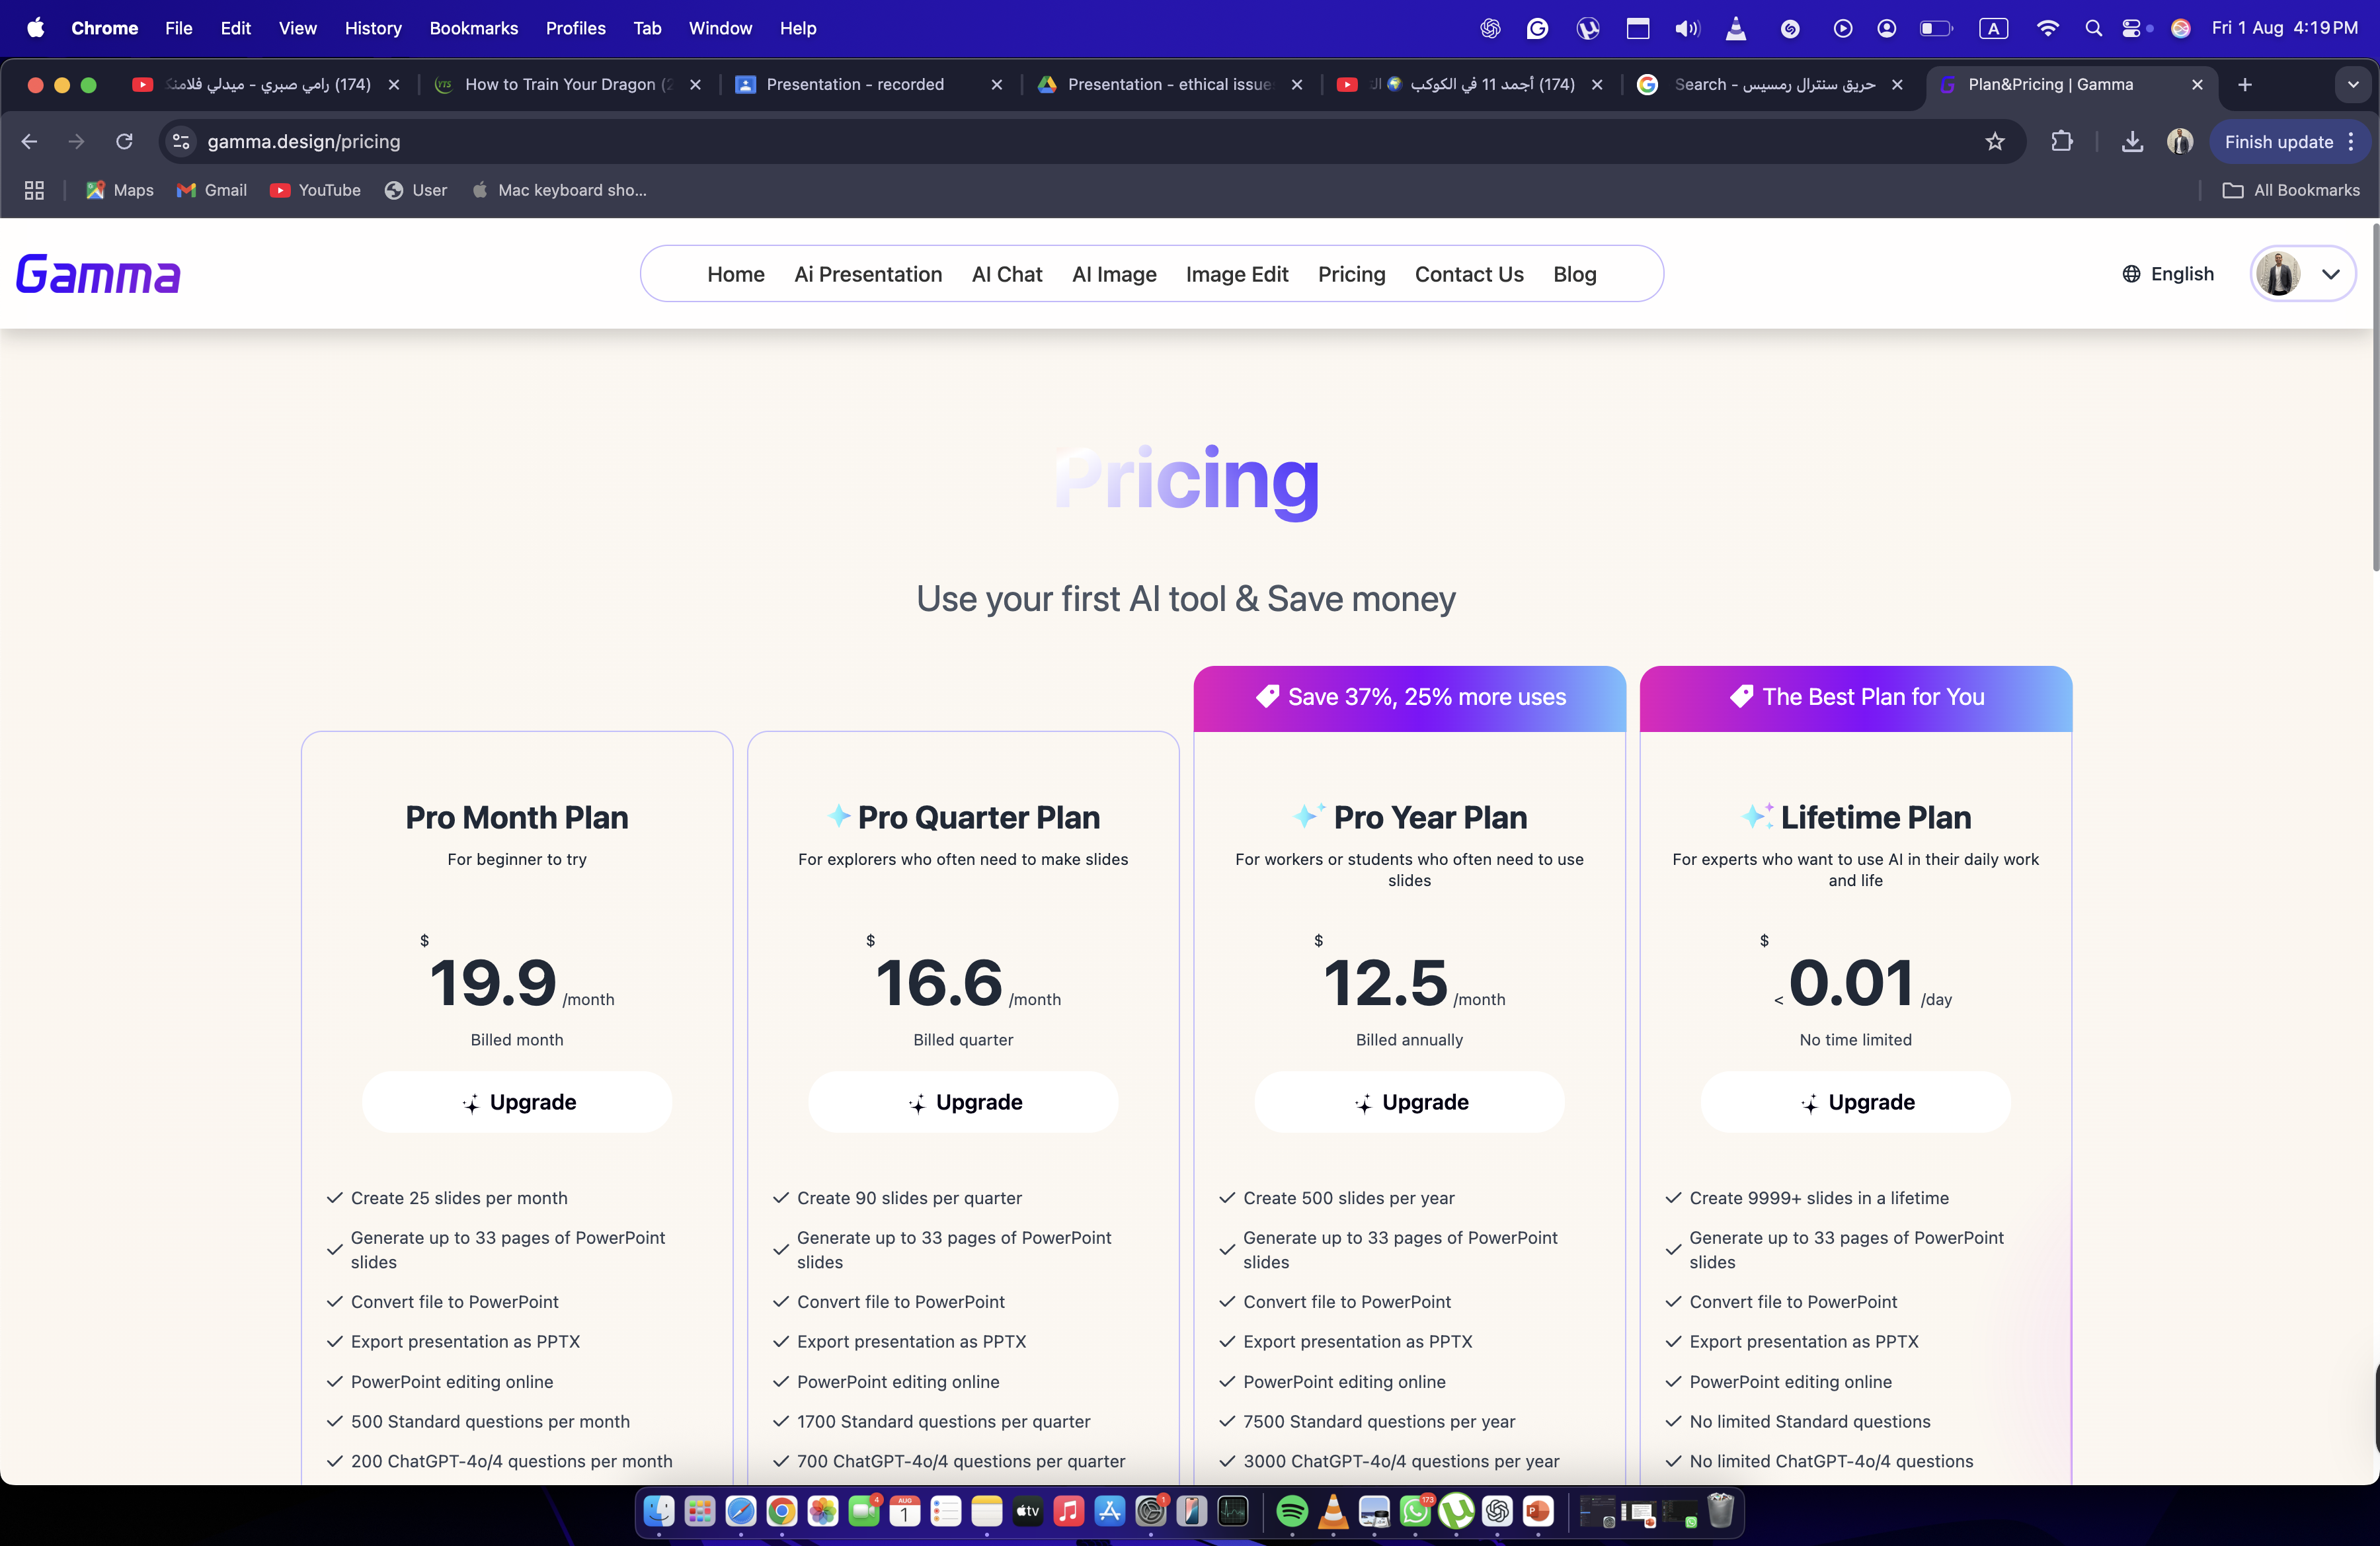 Chrome File Edit View History Bookmarks Profiles Tab Window Help
A Fri 1 Aug 4:19 PM
(174) رامي صبري - ميدلي
YTS How to Train Your Dragon (2
Presentation - recorded
Presentation - ethical issue
(174) أجمد 11 في الكوكب
حريق سنترال رمسيس - Search
Plan&Pricing | Gamma
gamma.design/pricing
Finish update
Maps Gmail YouTube User Mac keyboard sho...
All Bookmarks
Gamma
Home Ai Presentation AI Chat AI Image Image Edit Pricing Contact Us Blog
English
Pricing
Use your first AI tool & Save money
Pro Month Plan
For beginner to try
$
19.9 /month
Billed month
Upgrade
Create 25 slides per month
Generate up to 33 pages of PowerPoint
slides
Convert file to PowerPoint
Export presentation as PPTX
PowerPoint editing online
500 Standard questions per month
200 ChatGPT-4o/4 questions per month
Pro Quarter Plan
For explorers who often need to make slides
$
16.6 /month
Billed quarter
Upgrade
Create 90 slides per quarter
Generate up to 33 pages of PowerPoint
slides
Convert file to PowerPoint
Export presentation as PPTX
PowerPoint editing online
1700 Standard questions per quarter
700 ChatGPT-4o/4 questions per quarter
Save 37%, 25% more uses
Pro Year Plan
For workers or students who often need to use
slides
$
12.5 /month
Billed annually
Upgrade
Create 500 slides per year
Generate up to 33 pages of PowerPoint
slides
Convert file to PowerPoint
Export presentation as PPTX
PowerPoint editing online
7500 Standard questions per year
3000 ChatGPT-4o/4 questions per year
The Best Plan for You
Lifetime Plan
For experts who want to use AI in their daily work
and life
$
< 0.01 /day
No time limited
Upgrade
Create 9999+ slides in a lifetime
Generate up to 33 pages of PowerPoint
slides
Convert file to PowerPoint
Export presentation as PPTX
PowerPoint editing online
No limited Standard questions
No limited ChatGPT-4o/4 questions
4
AUG
1
tv
1
173
P